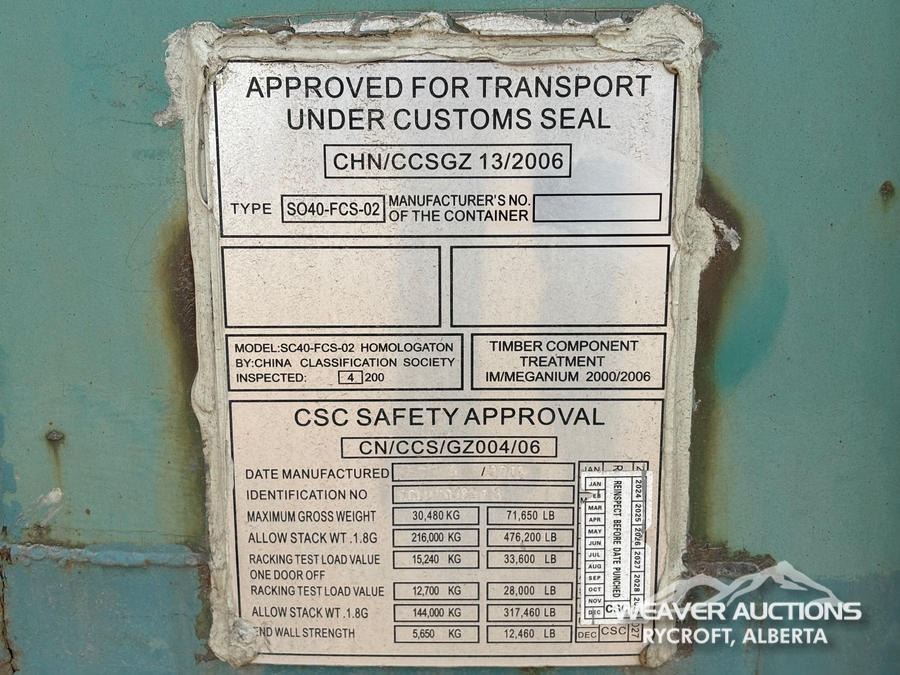 APPROVED FOR TRANSPORT
UNDER CUSTOMS SEAL
CHN/CCSGZ 13/2006
TYPE SO40-FCS-02 MANUFACTURER'S NO.
OF THE CONTAINER
MODEL:SC40-FCS-02 HOMOLOGATON
BY:CHINA CLASSIFICATION SOCIETY
INSPECTED: 4 200
TIMBER COMPONENT
TREATMENT
IM/MEGANIUM 2000/2006
CSC SAFETY APPROVAL
CN/CCS/GZ004/06
DATE MANUFACTURED /
IDENTIFICATION NO
MAXIMUM GROSS WEIGHT 30,480 KG 71,650 LB
ALLOW STACK WT .1.8G 216,000 KG 476,200 LB
RACKING TEST LOAD VALUE 15,240 KG 33,600 LB
ONE DOOR OFF
RACKING TEST LOAD VALUE 12,700 KG 28,000 LB
ALLOW STACK WT .1.8G 144,000 KG 317,460 LB
END WALL STRENGTH 5,650 KG 12,460 LB
JAN
JAN
FEB
MAR
APR
MAY
JUN
JUL
AUG
SEP
OCT
NOV
DEC
REINSPECT BEFORE DATE PUNCHED
CSC
2024 2025 2026 2027 2028
DEC CSC
WEAVER AUCTIONS
RYCROFT, ALBERTA